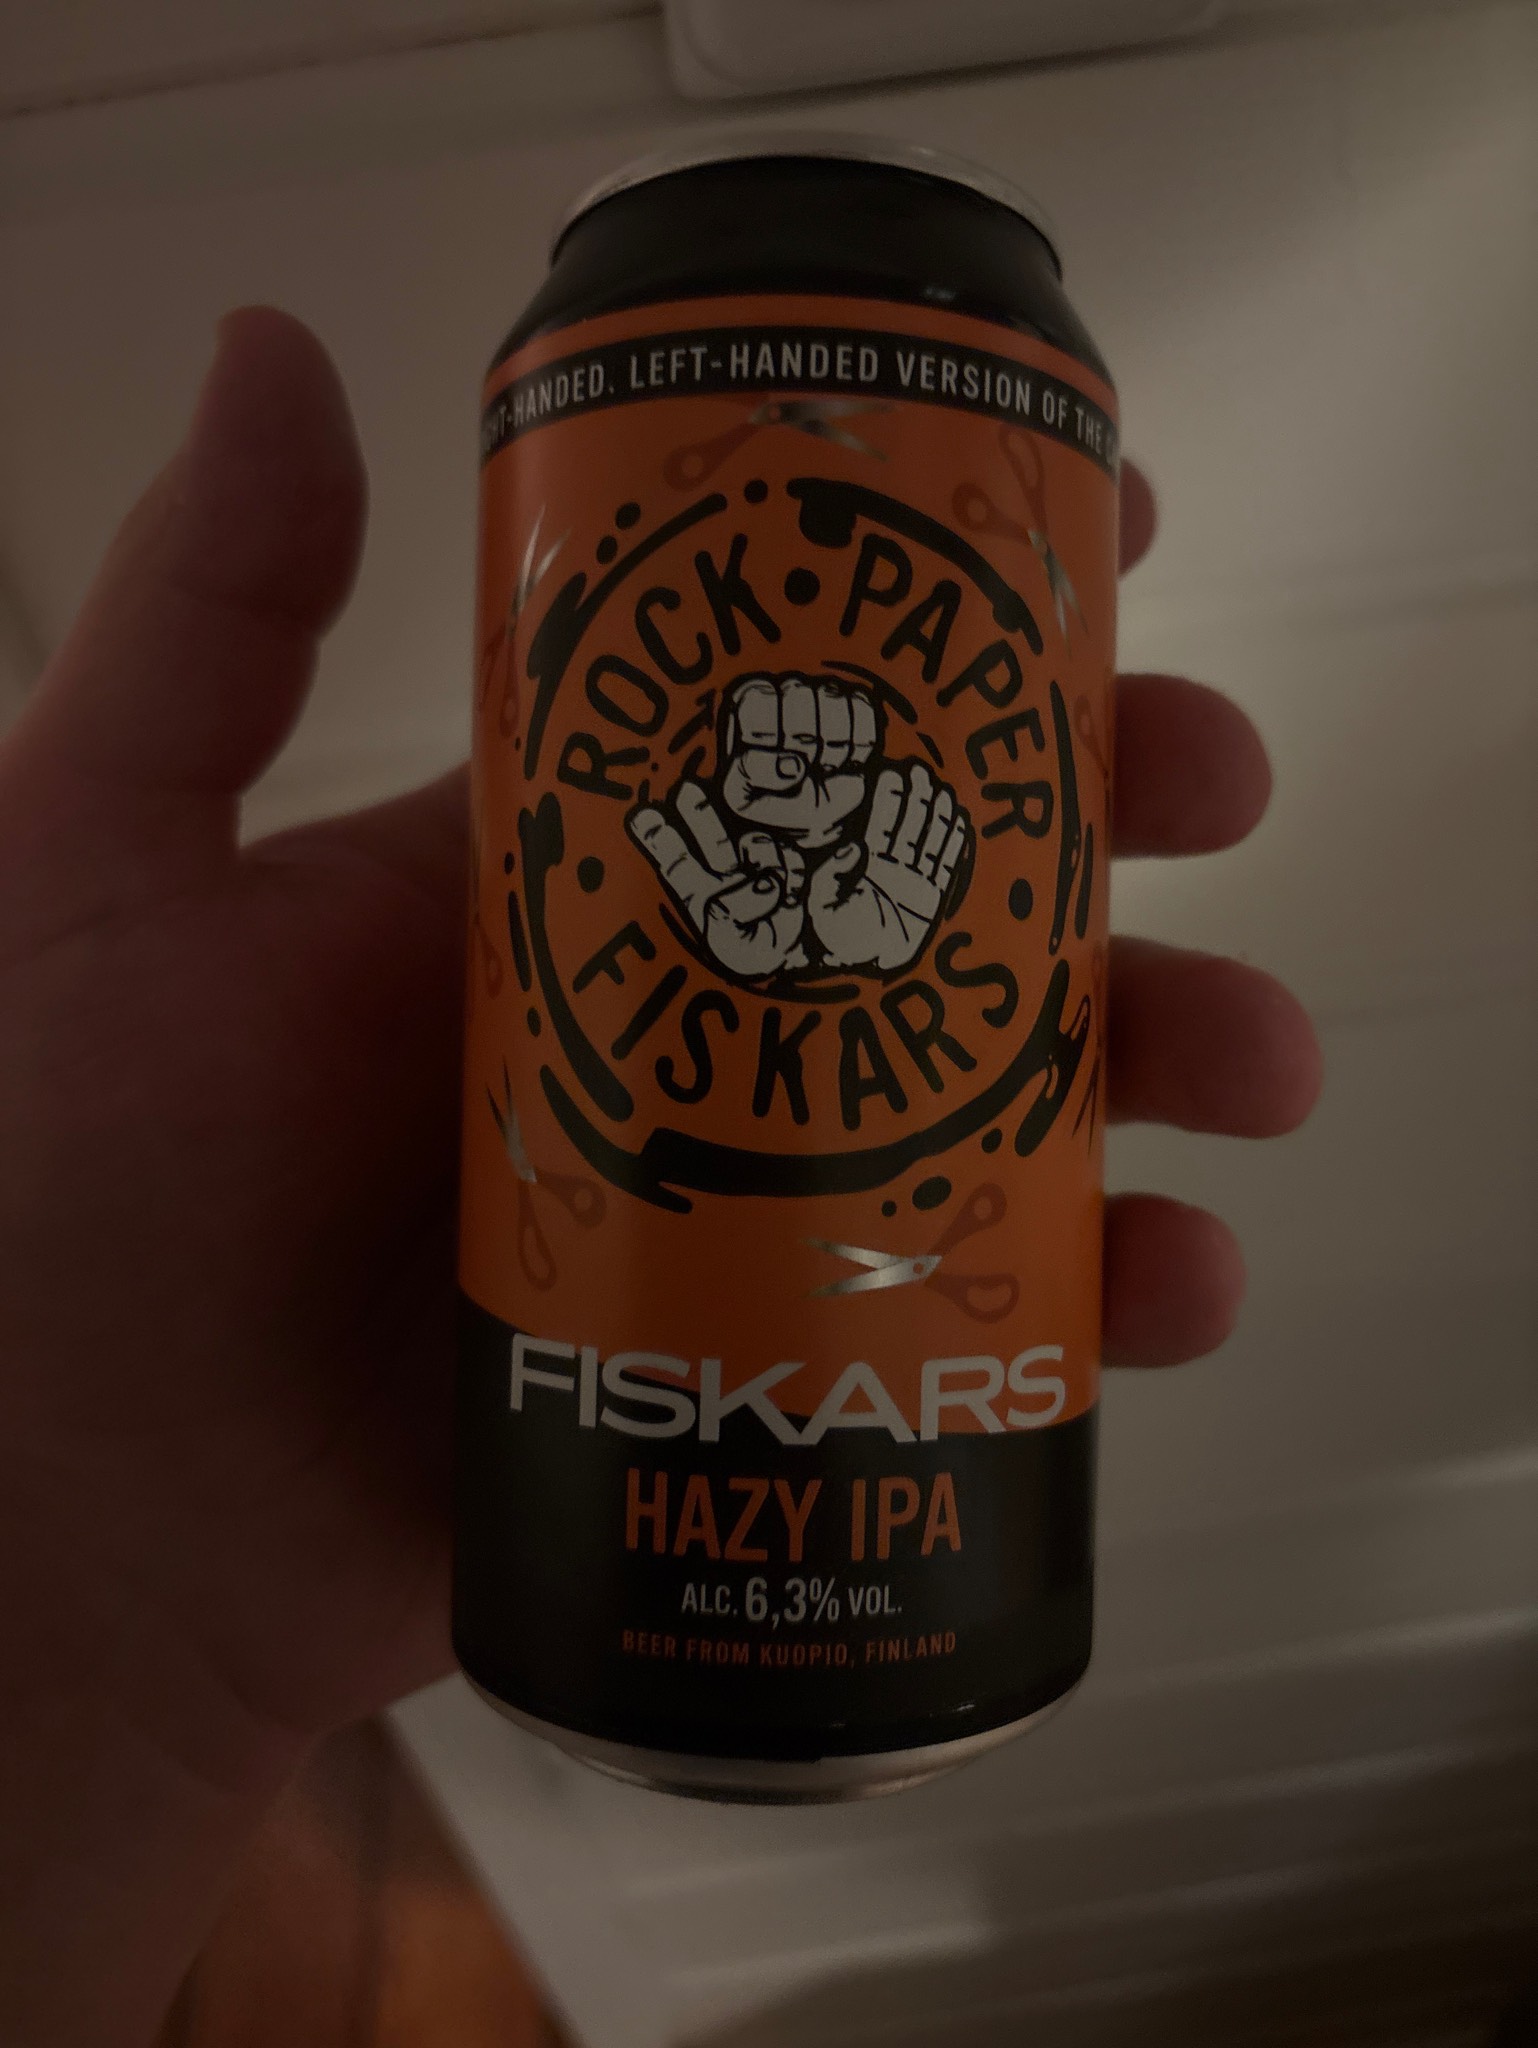 HANDED. LEFT-HANDED VERSION OF THE
ROCK • PAPER •
FISKARS •
FISKARS
HAZY IPA
ALC. 6,3% VOL.
BEER FROM KUOPIO, FINLAND